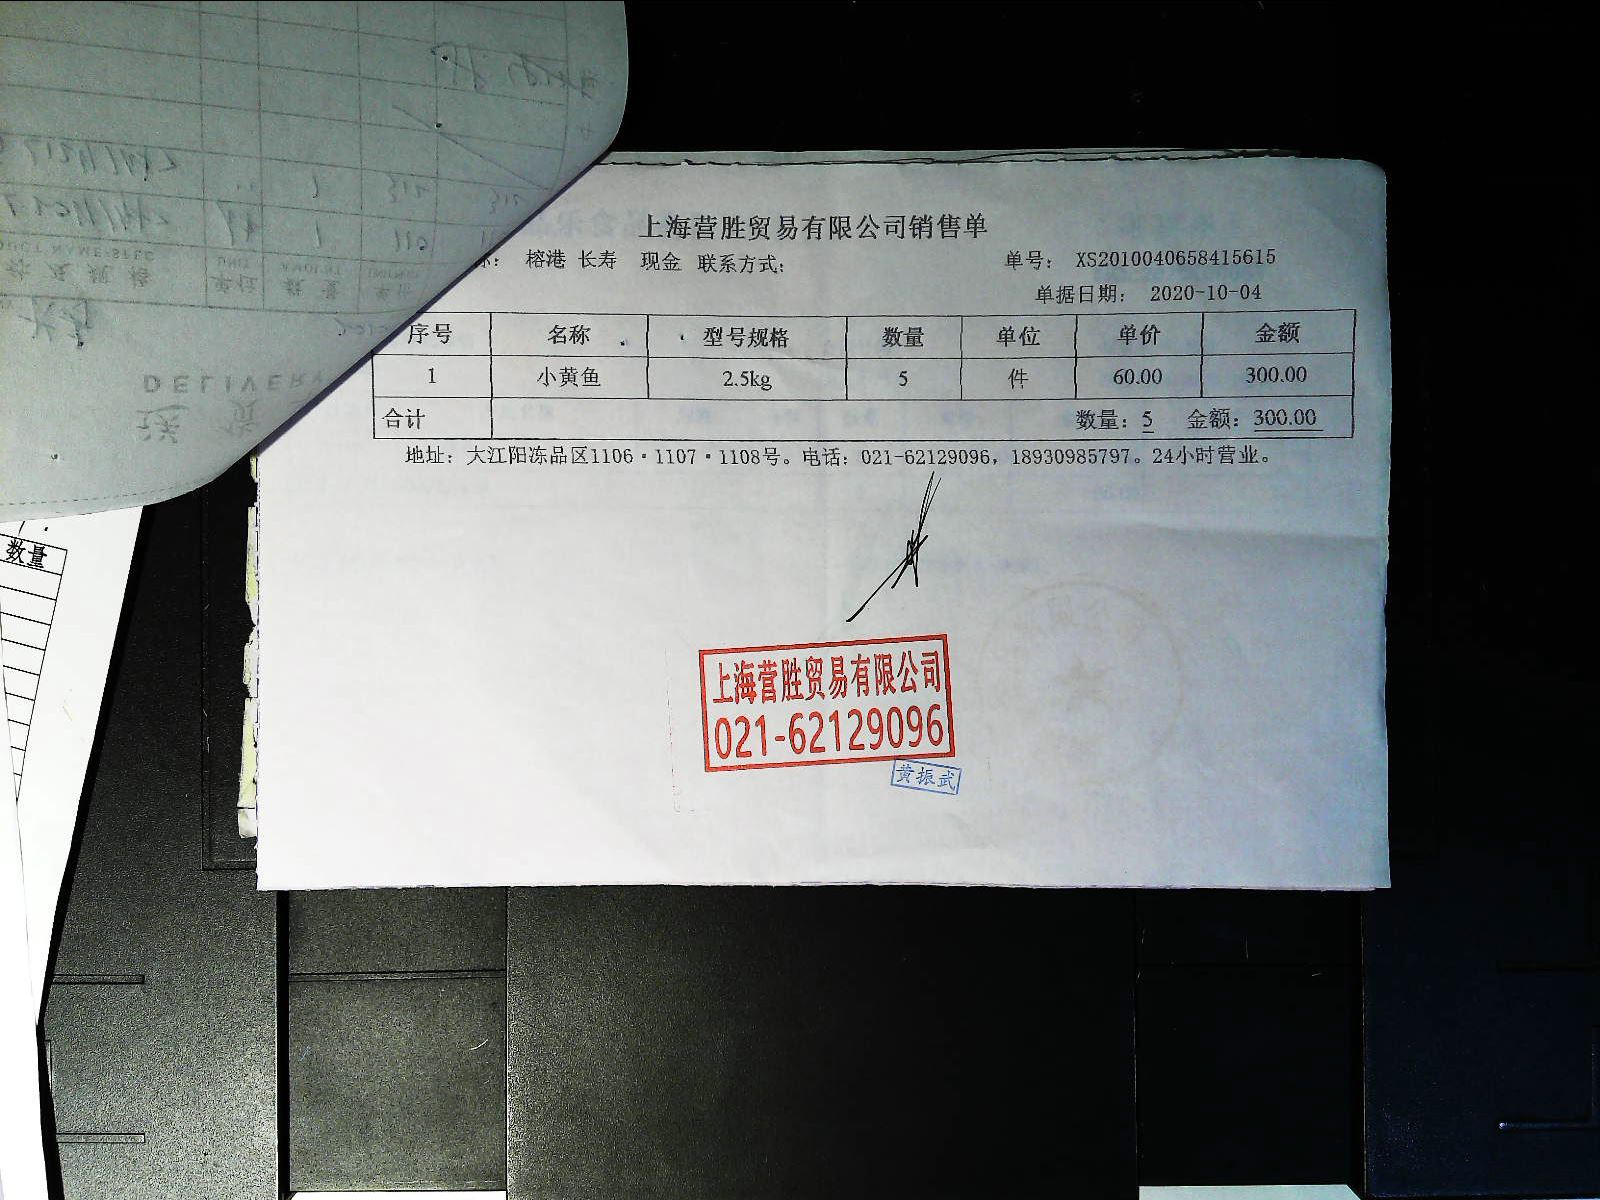 上海营胜贸易有限公司销售单
榕港 长寿 现金 联系方式: 单号: XS2010040658415615
单据日期: 2020-10-04
序号 名称 型号规格 数量 单位 单价 金额
1 小黄鱼 2.5kg 5 件 60.00 300.00
合计 数量: 5 金额: 300.00
地址: 大江阳冻品区1106·1107·1108号。电话: 021-62129096, 18930985797。24小时营业。
上海营胜贸易有限公司
021-62129096
黄振武
数量
DELIVERY